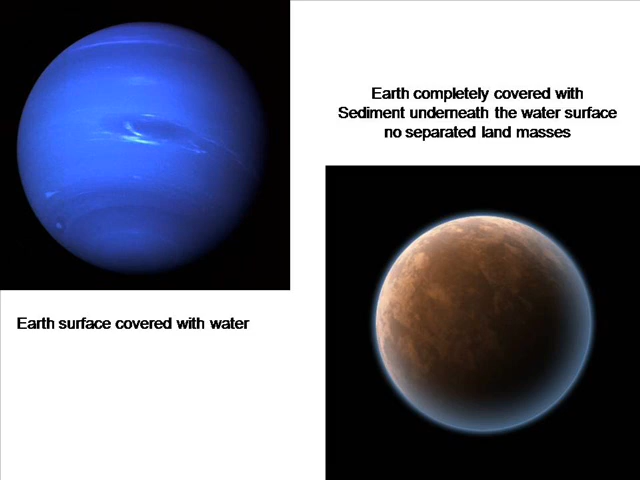 Earth completely covered with
Sediment underneath the water surface
no separated land masses
Earth surface covered with water